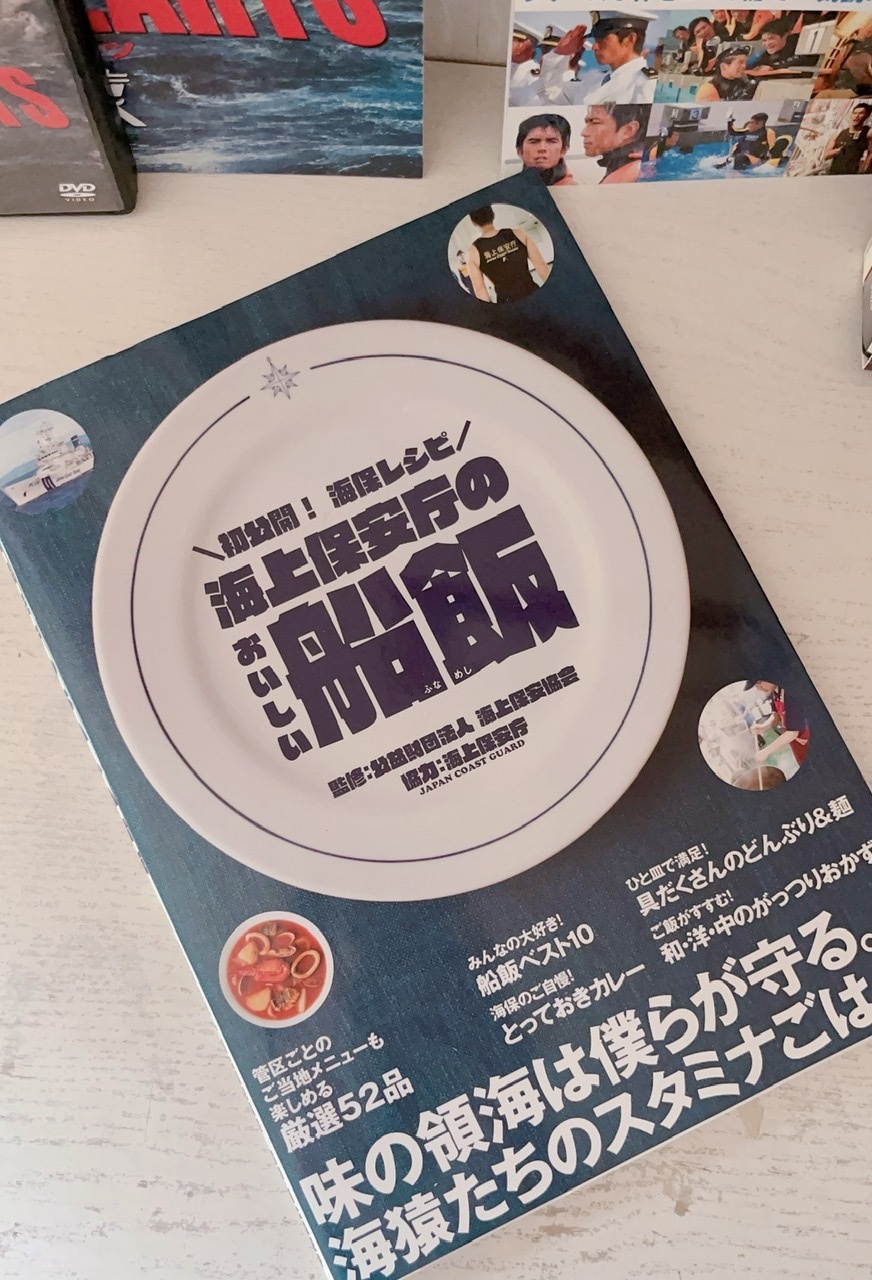 DVD
VIDEO
海上保安庁
初公開！ 海保レシピ
海上保安庁の
おいしい
船飯
ふなめし
監修：公益財団法人 海上保安協会
協力：海上保安庁
JAPAN COAST GUARD
ひと皿で満足！
具だくさんのどんぶり&麺
ご飯がすすむ！
和・洋・中のがっつりおかず
みんなの大好き！
船飯ベスト10
海保のご自慢！
とっておきカレー
管区ごとの
ご当地メニューも
楽しめる
厳選52品
味の領海は僕らが守る。
海猿たちのスタミナごは